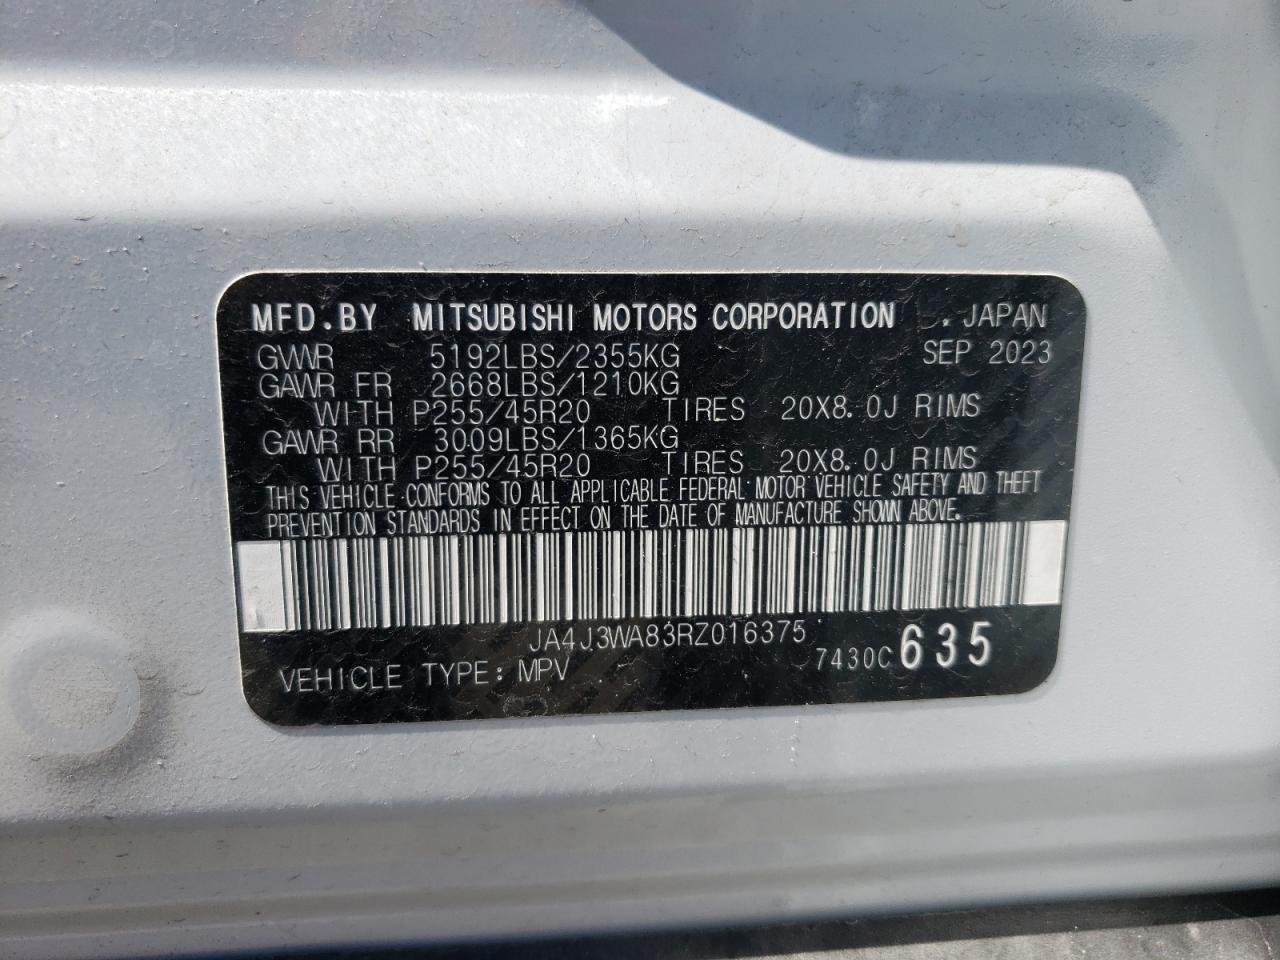 MFD.BY MITSUBISHI MOTORS CORPORATION . JAPAN
GVWR 5192LBS/2355KG SEP 2023
GAWR FR 2668LBS/1210KG
WITH P255/45R20 TIRES 20X8.0J RIMS
GAWR RR 3009LBS/1365KG
WITH P255/45R20 TIRES 20X8.0J RIMS
THIS VEHICLE CONFORMS TO ALL APPLICABLE FEDERAL MOTOR VEHICLE SAFETY AND THEFT
PREVENTION STANDARDS IN EFFECT ON THE DATE OF MANUFACTURE SHOWN ABOVE.
JA4J3WA83RZ016375
VEHICLE TYPE: MPV 7430C 635